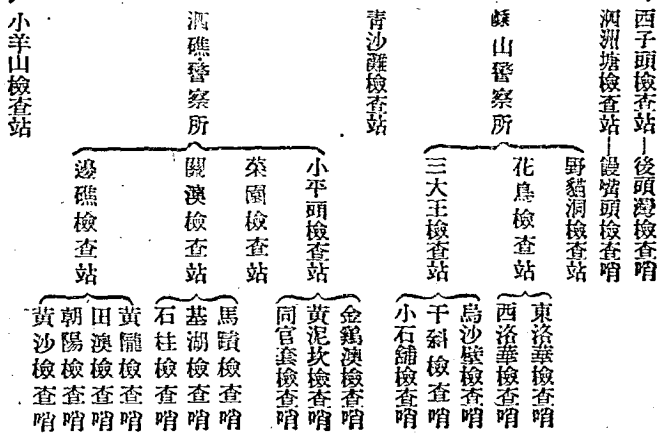 西子頭檢查站—後頭灣檢查哨
泗洲塘檢查站—饅頭檢查哨
嵊山警察所
野貓洞檢查站
花鳥檢查站
東洛華檢查哨
西洛華檢查哨
三大王檢查站
烏沙壁檢查哨
干斜檢查哨
小石舖檢查哨
青沙灘檢查站
泗礁警察所
小平頭檢查站
金鷄澳檢查哨
黃泥坎檢查哨
同官套檢查哨
菜園檢查站
關澳檢查站
馬蹟檢查哨
基湖檢查哨
石柱檢查哨
邊礁檢查站
黃隴檢查哨
田澳檢查哨
朝陽檢查哨
黃沙檢查哨
小羊山檢查站